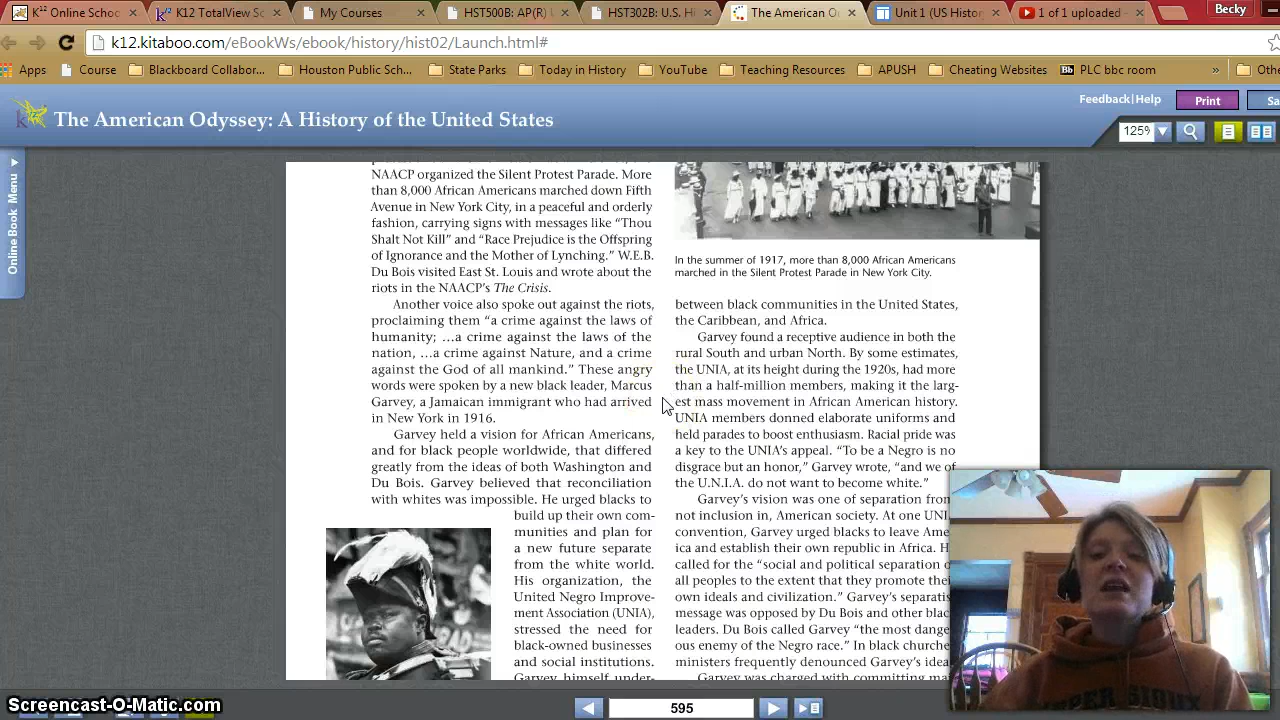 K¹² Online School
K12 TotalView Sc
My Courses
HST500B: AP(R) U
HST302B: U.S. Hi
The American O
Unit 1 (US Histor
1 of 1 uploaded -
Becky
k12.kitaboo.com/eBookWs/ebook/history/hist02/Launch.html#
Apps
Course
Blackboard Collabor...
Houston Public Sch...
State Parks
Today in History
YouTube
Teaching Resources
APUSH
Cheating Websites
Bb PLC bbc room
»
Othe
The American Odyssey: A History of the United States
Feedback|Help
Print
Sa
125%
Online Book Menu
NAACP organized the Silent Protest Parade. More
than 8,000 African Americans marched down Fifth
Avenue in New York City, in a peaceful and orderly
fashion, carrying signs with messages like “Thou
Shalt Not Kill” and “Race Prejudice is the Offspring
of Ignorance and the Mother of Lynching.” W.E.B.
Du Bois visited East St. Louis and wrote about the
riots in the NAACP’s The Crisis.
Another voice also spoke out against the riots,
proclaiming them “a crime against the laws of
humanity; …a crime against the laws of the
nation, …a crime against Nature, and a crime
against the God of all mankind.” These angry
words were spoken by a new black leader, Marcus
Garvey, a Jamaican immigrant who had arrived
in New York in 1916.
Garvey held a vision for African Americans,
and for black people worldwide, that differed
greatly from the ideas of both Washington and
Du Bois. Garvey believed that reconciliation
with whites was impossible. He urged blacks to
build up their own com-
munities and plan for
a new future separate
from the white world.
His organization, the
United Negro Improve-
ment Association (UNIA),
stressed the need for
black-owned businesses
and social institutions.
Garvey himself under-
In the summer of 1917, more than 8,000 African Americans
marched in the Silent Protest Parade in New York City.
between black communities in the United States,
the Caribbean, and Africa.
Garvey found a receptive audience in both the
rural South and urban North. By some estimates,
the UNIA, at its height during the 1920s, had more
than a half-million members, making it the larg-
est mass movement in African American history.
UNIA members donned elaborate uniforms and
held parades to boost enthusiasm. Racial pride was
a key to the UNIA’s appeal. “To be a Negro is no
disgrace but an honor,” Garvey wrote, “and we of
the U.N.I.A. do not want to become white.”
Garvey’s vision was one of separation from
not inclusion in, American society. At one UNI
convention, Garvey urged blacks to leave Ame
ica and establish their own republic in Africa. H
called for the “social and political separation o
all peoples to the extent that they promote thei
own ideals and civilization.” Garvey’s separatis
message was opposed by Du Bois and other blac
leaders. Du Bois called Garvey “the most dange
ous enemy of the Negro race.” In black churche
ministers frequently denounced Garvey’s idea
Garvey was charged with committing mai
595
Screencast-O-Matic.com